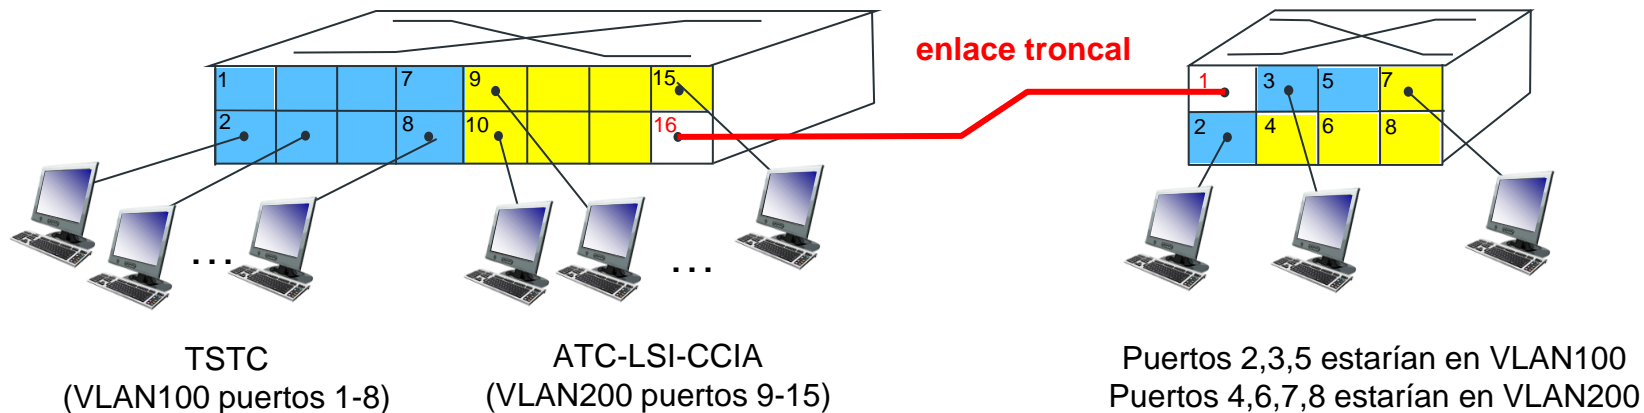 enlace troncal
1
7
9
15
2
8
10
16
1
3
5
7
2
4
6
8
...
...
TSTC
(VLAN100 puertos 1-8)
ATC-LSI-CCIA
(VLAN200 puertos 9-15)
Puertos 2,3,5 estarían en VLAN100
Puertos 4,6,7,8 estarían en VLAN200